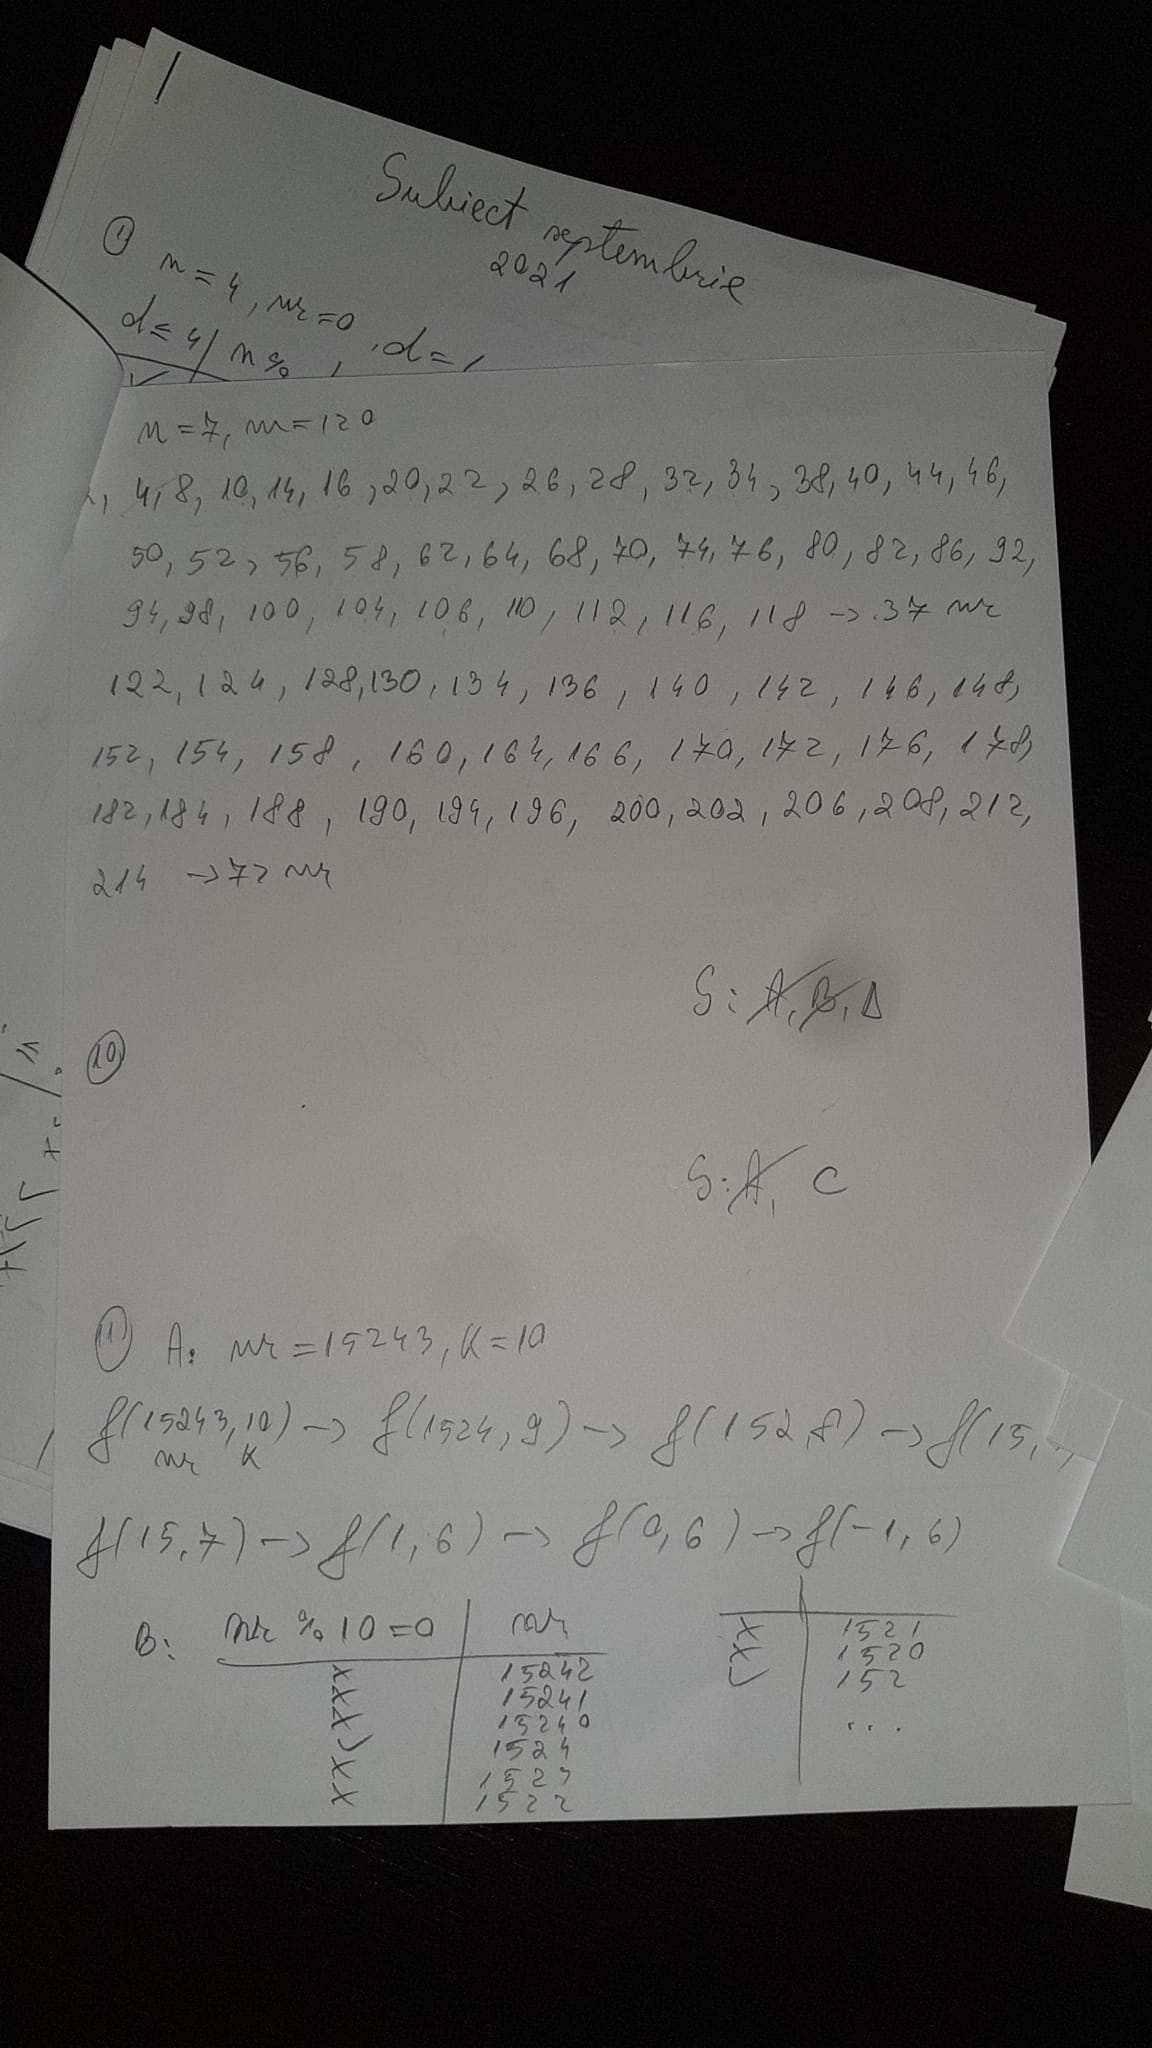 Subiect septembrie
2021
① n=4, nr=0, d=1
d≤4 / n%
n=7, m=120
4, 8, 10, 14, 16, 20, 22, 26, 28, 32, 34, 38, 40, 44, 46,
50, 52, 56, 58, 62, 64, 68, 70, 74, 76, 80, 82, 86, 92,
94, 98, 100, 104, 106, 110, 112, 116, 118 → 37 nr
122, 124, 128, 130, 134, 136, 140, 142, 146, 148,
152, 154, 158, 160, 164, 166, 170, 172, 176, 178,
182, 184, 188, 190, 194, 196, 200, 202, 206, 208, 212,
214 → 72 nr
S: A, B, D
⑩
S: A, C
⑪ A: nr=15243, K=10
f(15243,10) → f(1524,9) → f(152,8) → f(15,
nr K
f(15,7) → f(1,6) → f(0,6) → f(-1,6)
B: nr % 10=0 | nr
x 15242
x 15241
x 15240
✓ 1524
x 1523
x 1522
x 1521
x 1520
✓ 152
...